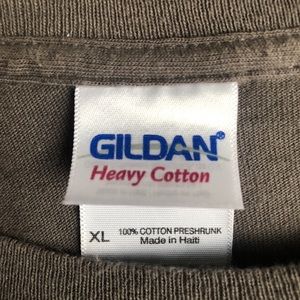 GILDAN®
Heavy Cotton
XL
100% COTTON PRESHRUNK
Made in Haiti